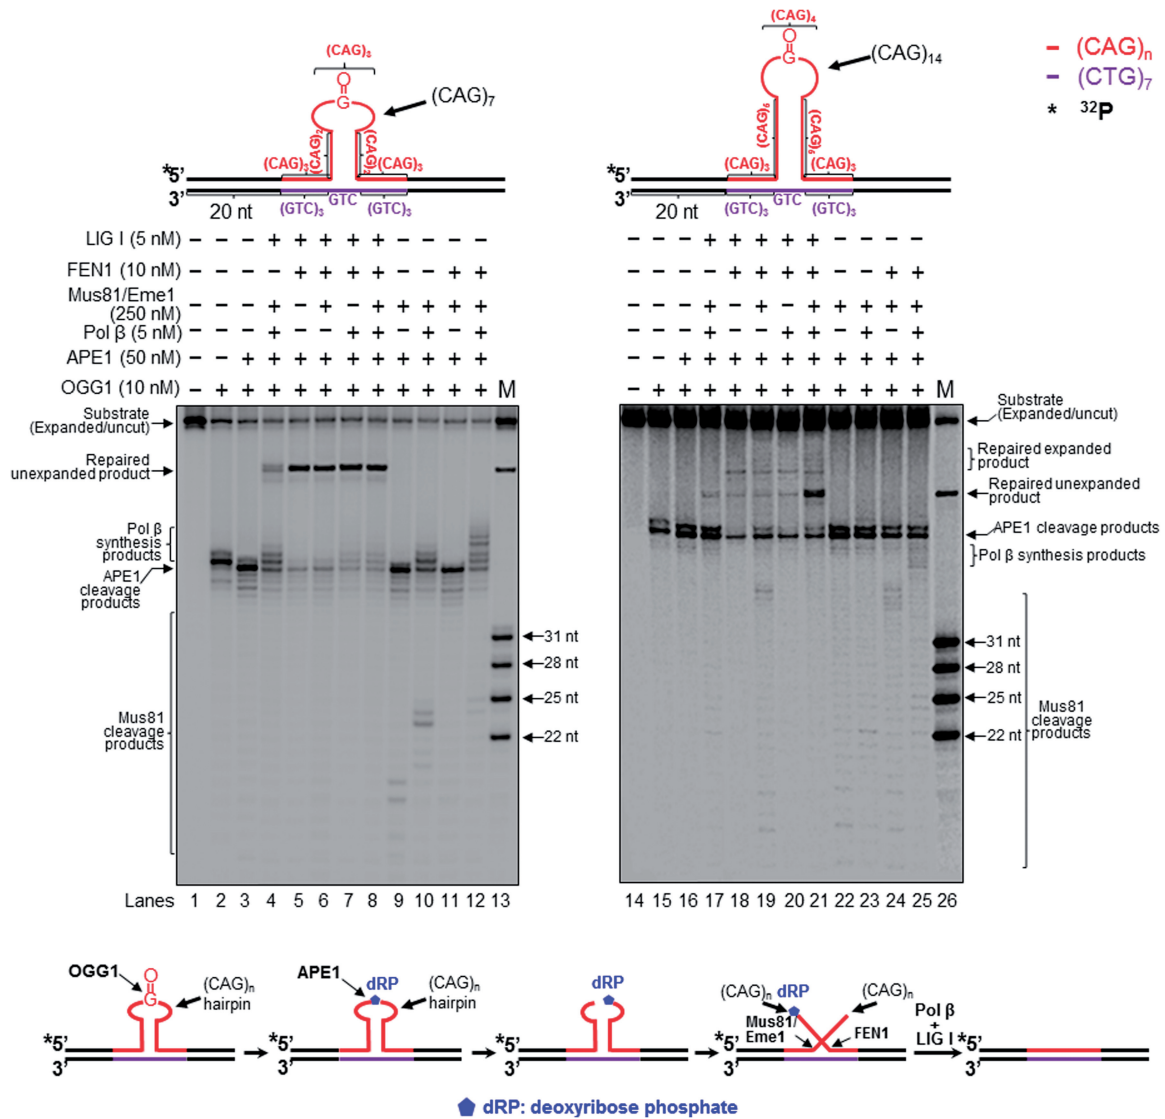 (CAG)₃
O
G
(CAG)₇
(CAG)₂
(CAG)₂
(CAG)₃
(CAG)₃
*5'
3'
GTC
20 nt
(GTC)₃
(GTC)₃
(CAG)₄
O
G
(CAG)₁₄
(CAG)₆
(CAG)₆
(CAG)₃
(CAG)₃
*5'
3'
GTC
20 nt
(GTC)₃
(GTC)₃
(CAG)n
(CTG)₇
* ³²P
LIG I (5 nM) − − − + + + + + − − − − − − − + + + + + − − − −
FEN1 (10 nM) − − − − + + + + − − + + − − − − + + + + − − + +
Mus81/Eme1
(250 nM) − − − + − + − + + + + + − − − + − + − + + + + +
Pol β (5 nM) − − − + − − + + − + − + − − − + − − + + − + − +
APE1 (50 nM) − − + + + + + + + + + + − − + + + + + + + + + +
OGG1 (10 nM) − + + + + + + + + + + + M − + + + + + + + + + + + M
Substrate
(Expanded/uncut)
Repaired
unexpanded product
Pol β
synthesis
products
APE1
cleavage
products
Mus81
cleavage
products
31 nt
28 nt
25 nt
22 nt
Substrate
(Expanded/uncut)
Repaired expanded
product
Repaired unexpanded
product
APE1 cleavage products
Pol β synthesis products
31 nt
28 nt
25 nt
22 nt
Mus81
cleavage
products
Lanes 1 2 3 4 5 6 7 8 9 10 11 12 13 14 15 16 17 18 19 20 21 22 23 24 25 26
OGG1
O
G
(CAG)n
hairpin
*5'
3'
APE1
dRP
(CAG)n
hairpin
*5'
3'
dRP
*5'
3'
(CAG)n
dRP
(CAG)n
Mus81/
Eme1
FEN1
*5'
3'
Pol β
+
LIG I
*5'
3'
dRP: deoxyribose phosphate